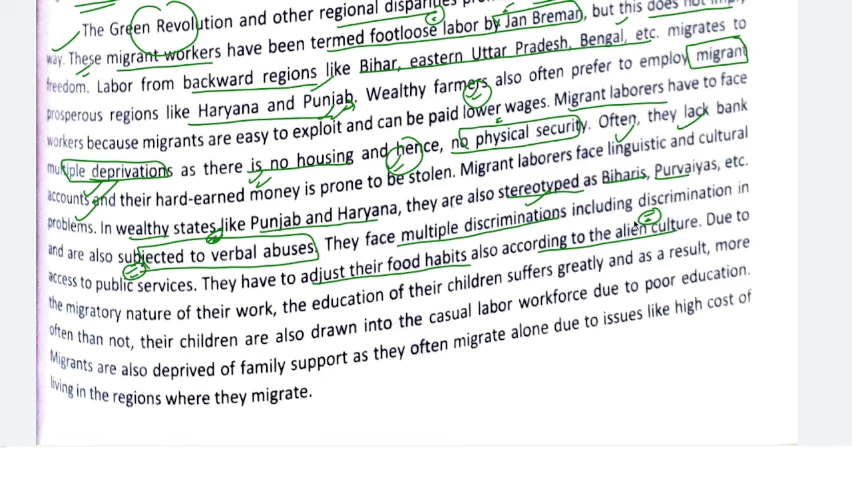 The Green Revolution and other regional disparities
way. These migrant workers have been termed footloose labor by Jan Breman, but this does not
freedom. Labor from backward regions like Bihar, eastern Uttar Pradesh, Bengal, etc. migrates to
prosperous regions like Haryana and Punjab. Wealthy farmers also often prefer to employ migrant
workers because migrants are easy to exploit and can be paid lower wages. Migrant laborers have to face
multiple deprivations as there is no housing and hence, no physical security. Often, they lack bank
accounts and their hard-earned money is prone to be stolen. Migrant laborers face linguistic and cultural
problems. In wealthy states like Punjab and Haryana, they are also stereotyped as Biharis, Purvaiyas, etc.
and are also subjected to verbal abuses. They face multiple discriminations including discrimination in
access to public services. They have to adjust their food habits also according to the alien culture. Due to
the migratory nature of their work, the education of their children suffers greatly and as a result, more
often than not, their children are also drawn into the casual labor workforce due to poor education.
Migrants are also deprived of family support as they often migrate alone due to issues like high cost of
living in the regions where they migrate.